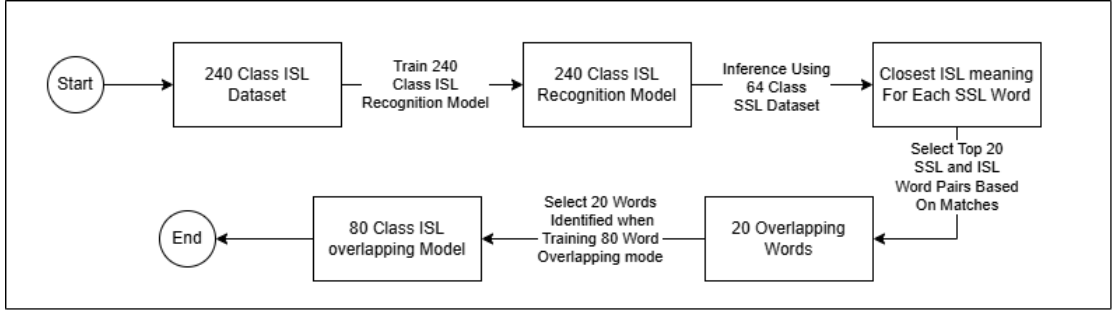 Start
240 Class ISL
Dataset
Train 240
Class ISL
Recognition Model
240 Class ISL
Recognition Model
Inference Using
64 Class
SSL Dataset
Closest ISL meaning
For Each SSL Word
Select Top 20
SSL and ISL
Word Pairs Based
On Matches
20 Overlapping
Words
Select 20 Words
Identified when
Training 80 Word
Overlapping mode
80 Class ISL
overlapping Model
End